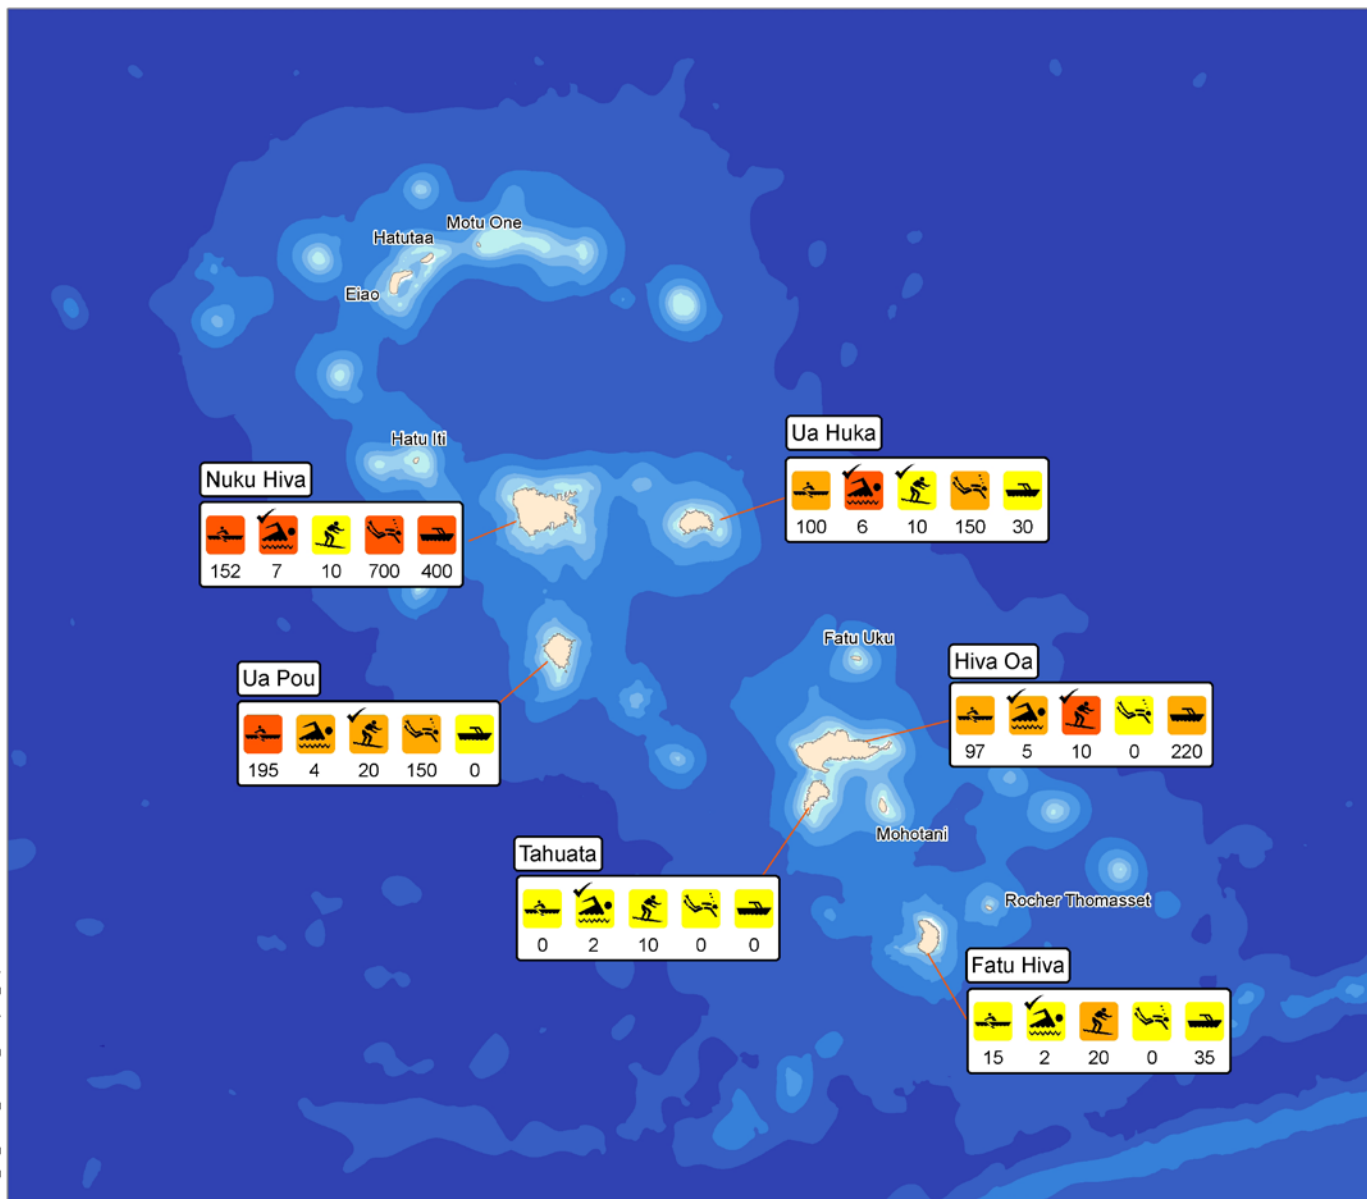 Motu One
Hatutaa
Eiao
Hatu Iti
Ua Huka
100 6 10 150 30
Nuku Hiva
152 7 10 700 400
Fatu Uku
Hiva Oa
97 5 10 0 220
Ua Pou
195 4 20 150 0
Mohotani
Tahuata
0 2 10 0 0
Rocher Thomasset
Fatu Hiva
15 2 20 0 35